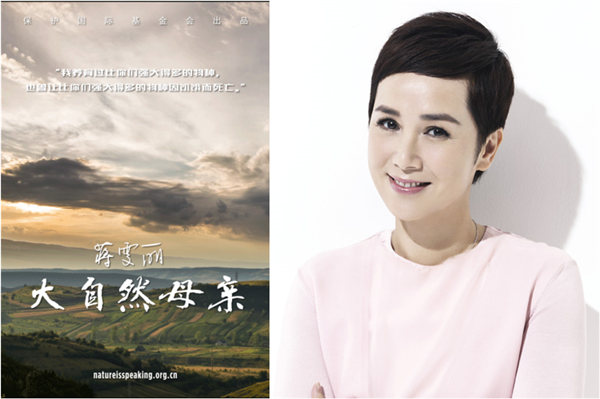 保护国际基金会出品
“我养育过比你们强大得多的物种，
也曾让比你们强大得多的物种因饥饿而死亡。”
蒋雯丽
大自然母亲
natureisspeaking.org.cn